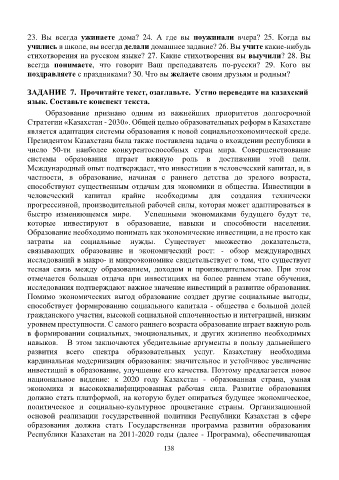 23. Вы всегда ужинаете дома? 24. А где вы поужинали вчера? 25. Когда вы
учились в школе, вы всегда делали домашнее задание? 26. Вы учите какие-нибудь
стихотворения на русском языке? 27. Какие стихотворения вы выучили? 28. Вы
всегда понимаете, что говорит Ваш преподаватель по-русски? 29. Кого вы
поздравляете с праздниками? 30. Что вы желаете своим друзьям и родным?
ЗАДАНИЕ 7. Прочитайте текст, озаглавьте. Устно переведите на казахский
язык. Составьте конспект текста.
Образование признано одним из важнейших приоритетов долгосрочной
Стратегии «Казахстан - 2030». Общей целью образовательных реформ в Казахстане
является адаптация системы образования к новой социальноэкономической среде.
Президентом Казахстана была также поставлена задача о вхождении республики в
число 50-ти наиболее конкурентоспособных стран мира. Совершенствование
системы образования играет важную роль в достижении этой цели.
Международный опыт подтверждает, что инвестиции в человеческий капитал, и, в
частности, в образование, начиная с раннего детства до зрелого возраста,
способствуют существенным отдачам для экономики и общества. Инвестиции в
человеческий капитал крайне необходимы для создания технически
прогрессивной, производительной рабочей силы, которая может адаптироваться в
быстро изменяющемся мире. Успешными экономиками будущего будут те,
которые инвестируют в образование, навыки и способности населения.
Образование необходимо понимать как экономические инвестиции, а не просто как
затраты на социальные нужды. Существует множество доказательств,
связывающих образование и экономический рост: - обзор международных
исследований в макро- и микроэкономике свидетельствует о том, что существует
тесная связь между образованием, доходом и производительностью. При этом
отмечается большая отдача при инвестициях на более раннем этапе обучения,
исследования подтверждают важное значение инвестиций в развитие образования.
Помимо экономических выгод образование создает другие социальные выгоды,
способствует формированию социального капитала - общества с большой долей
гражданского участия, высокой социальной сплоченностью и интеграцией, низким
уровнем преступности. С самого раннего возраста образование играет важную роль
в формировании социальных, эмоциональных, и других жизненно необходимых
навыков. В этом заключаются убедительные аргументы в пользу дальнейшего
развития всего спектра образовательных услуг. Казахстану необходима
кардинальная модернизация образования: значительное и устойчивое увеличение
инвестиций в образование, улучшение его качества. Поэтому предлагается новое
национальное видение: к 2020 году Казахстан - образованная страна, умная
экономика и высококвалифицированная рабочая сила. Развитие образования
должно стать платформой, на которую будет опираться будущее экономическое,
политическое и социально-культурное процветание страны. Организационной
основой реализации государственной политики Республики Казахстан в сфере
образования должна стать Государственная программа развития образования
Республики Казахстан на 2011-2020 годы (далее - Программа), обеспечивающая
138